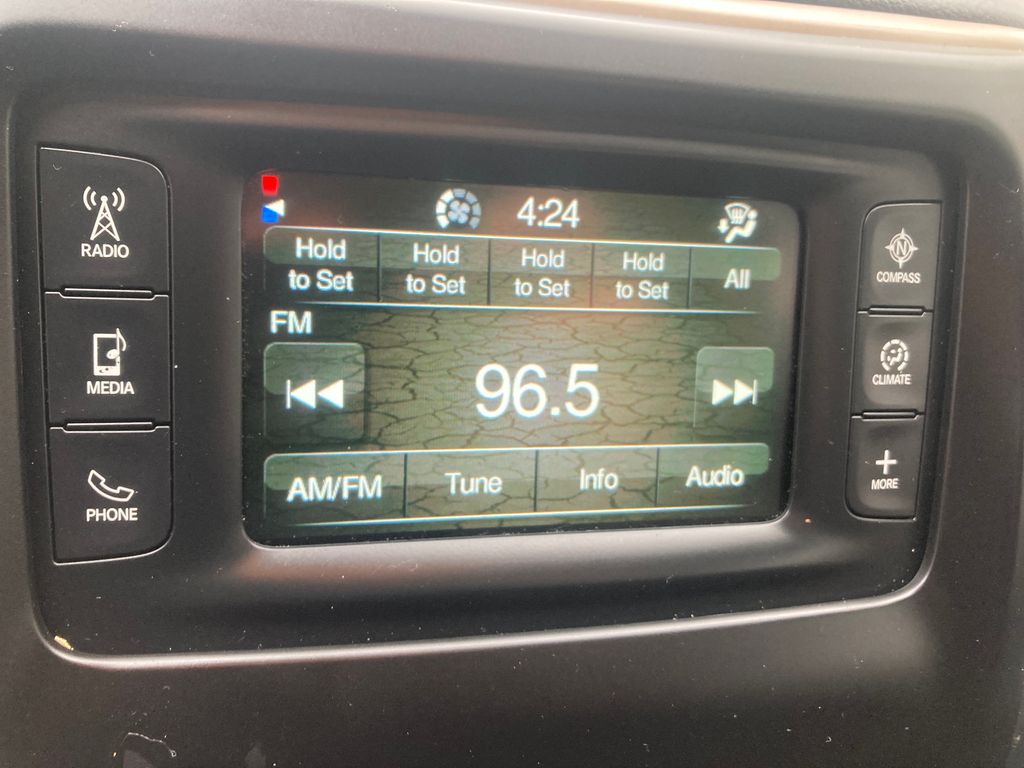 RADIO
MEDIA
PHONE
4:24
Hold
to Set
Hold
to Set
Hold
to Set
Hold
to Set
All
FM
96.5
AM/FM
Tune
Info
Audio
N
COMPASS
CLIMATE
MORE